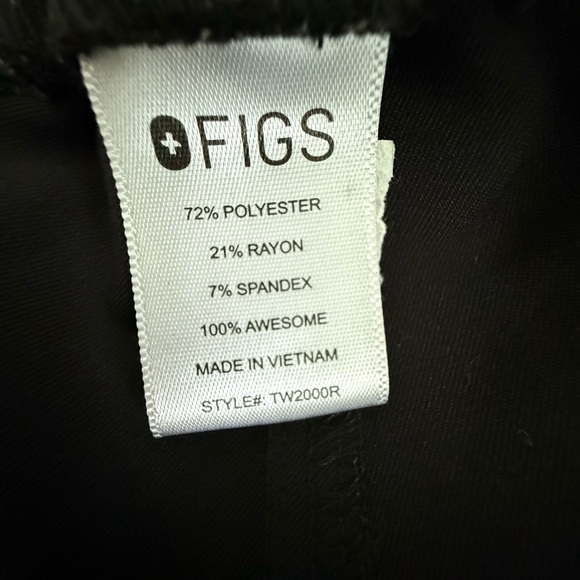 FIGS
72% POLYESTER
21% RAYON
7% SPANDEX
100% AWESOME
MADE IN VIETNAM
STYLE#: TW2000R